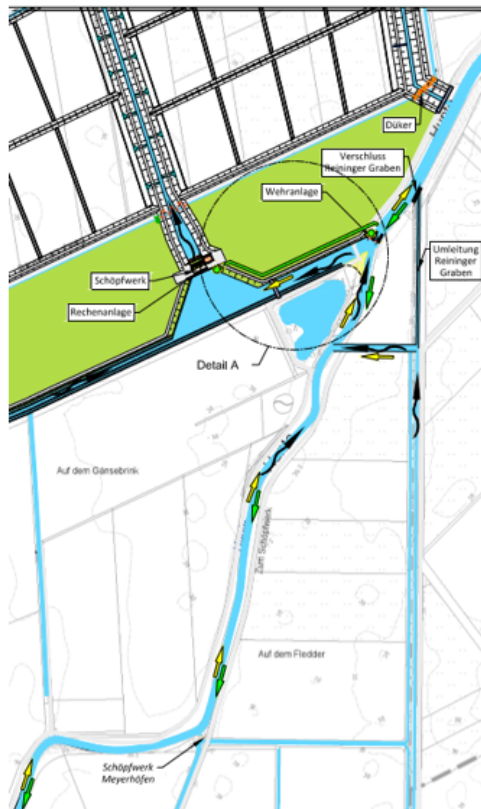 Düker
Verschluss
Reininger Graben
Wehranlage
Umleitung
Reininger
Graben
Schöpfwerk
Rechenanlage
Detail A
Auf dem Gänsebrink
Zum Schöpfwerk
Auf dem Fledder
Schöpfwerk
Meyerhöfen